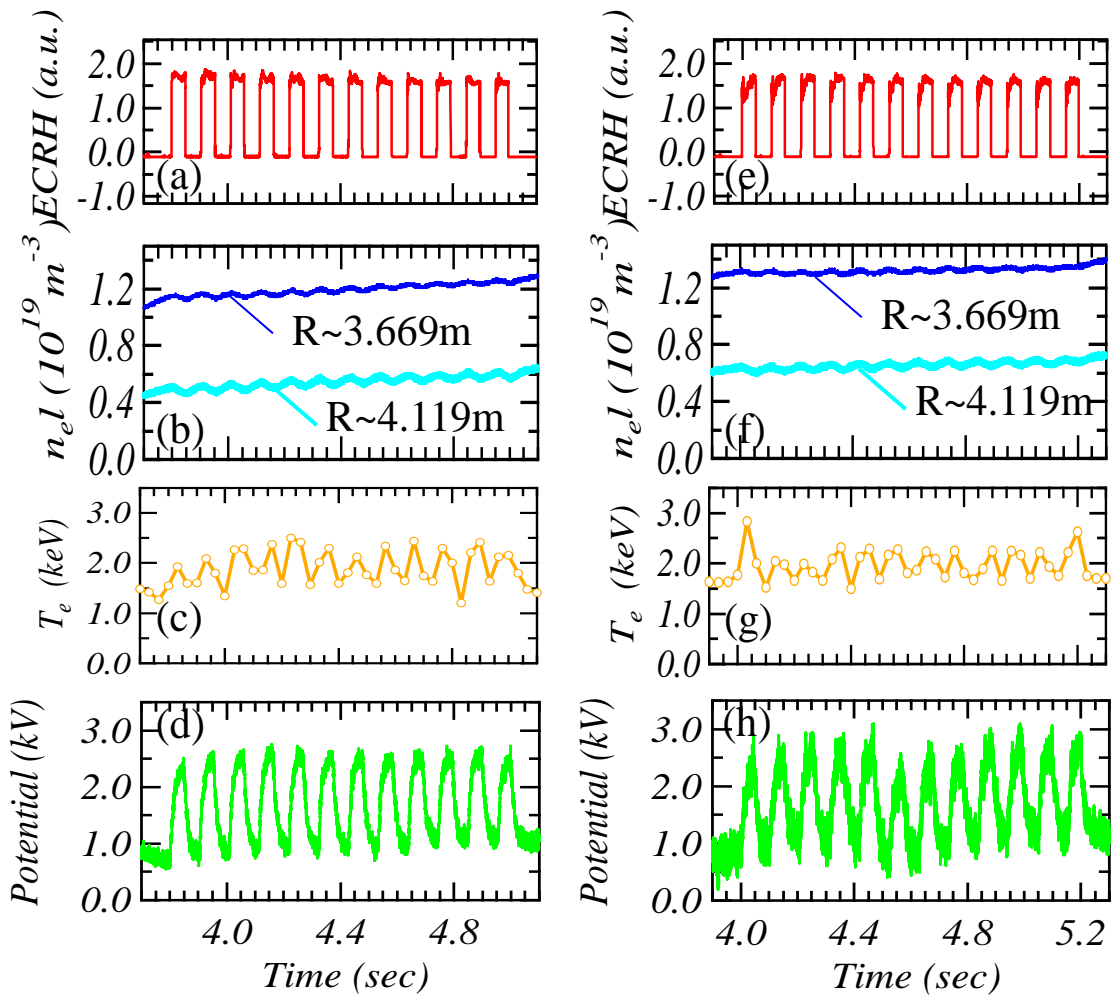 ECRH (a.u.)
2.0
1.0
0.0
-1.0
(a)
n_e l (10^19 m^-3)
1.2
0.8
0.4
0.0
R~3.669m
R~4.119m
(b)
T_e (keV)
3.0
2.0
1.0
0.0
(c)
Potential (kV)
3.0
2.0
1.0
0.0
(d)
4.0 4.4 4.8
Time (sec)
ECRH (a.u.)
2.0
1.0
0.0
-1.0
(e)
n_e l (10^19 m^-3)
1.2
0.8
0.4
0.0
R~3.669m
R~4.119m
(f)
T_e (keV)
3.0
2.0
1.0
0.0
(g)
Potential (kV)
3.0
2.0
1.0
0.0
(h)
4.0 4.4 4.8 5.2
Time (sec)